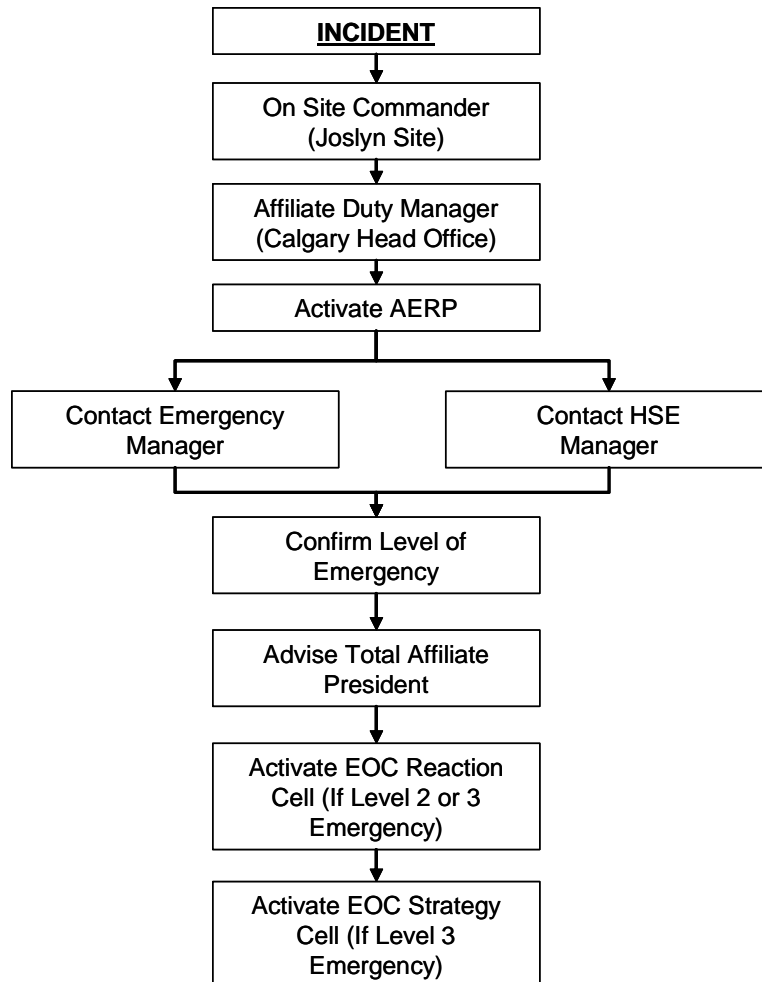 INCIDENT
On Site Commander
(Joslyn Site)
Affiliate Duty Manager
(Calgary Head Office)
Activate AERP
Contact Emergency
Manager
Contact HSE
Manager
Confirm Level of
Emergency
Advise Total Affiliate
President
Activate EOC Reaction
Cell (If Level 2 or 3
Emergency)
Activate EOC Strategy
Cell (If Level 3
Emergency)